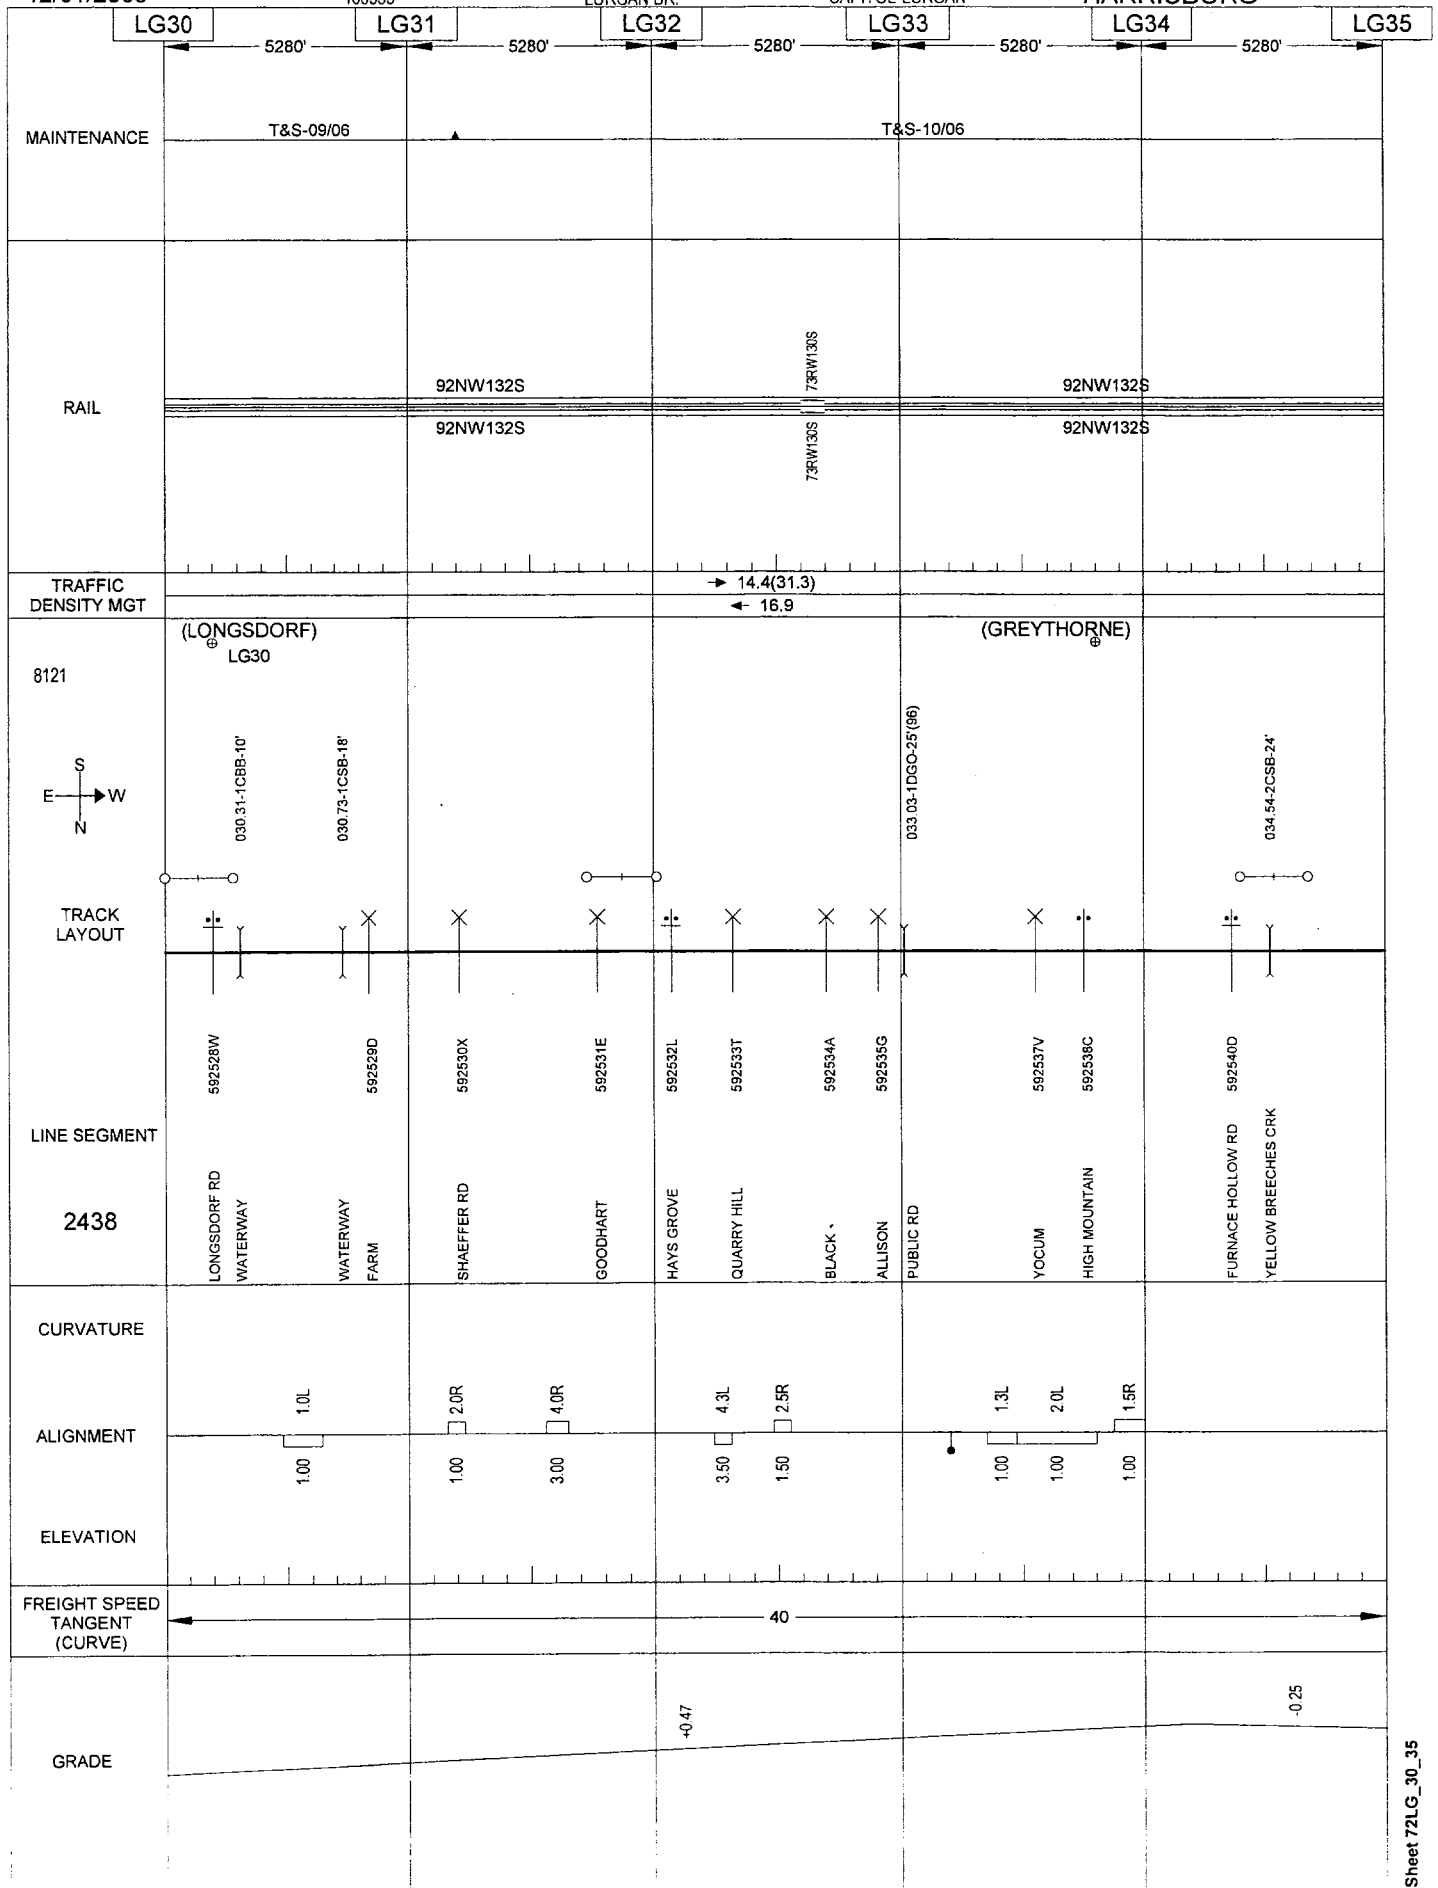 LG30 LG31 LG32 LG33 LG34 LG35
5280' 5280' 5280' 5280' 5280'
MAINTENANCE
T&S-09/06 T&S-10/06
RAIL
92NW132S 73RW130S 92NW132S
92NW132S 73RW130S 92NW132S
TRAFFIC
DENSITY MGT
14.4(31.3)
16.9
(LONGSDORF) (GREYTHORNE)
LG30
8121
030.31-1CBB-10' 030.73-1CSB-18' 033.03-1DGO-25'(96) 034.54-2CSB-24'
S
E W
N
TRACK
LAYOUT
592528W 592529D 592530X 592531E 592532L 592533T 592534A 592535G 592537V 592538C 592540D
LINE SEGMENT
2438
LONGSDORF RD
WATERWAY
WATERWAY
FARM
SHAEFFER RD
GOODHART
HAYS GROVE
QUARRY HILL
BLACK
ALLISON
PUBLIC RD
YOCUM
HIGH MOUNTAIN
FURNACE HOLLOW RD
YELLOW BREECHES CRK
CURVATURE
1.0L 2.0R 4.0R 4.3L 2.5R 1.3L 2.0L 1.5R
ALIGNMENT
1.00 1.00 3.00 3.50 1.50 1.00 1.00 1.00
ELEVATION
FREIGHT SPEED
TANGENT
(CURVE)
40
GRADE
+0.47 -0.25
Sheet 72LG_30_35